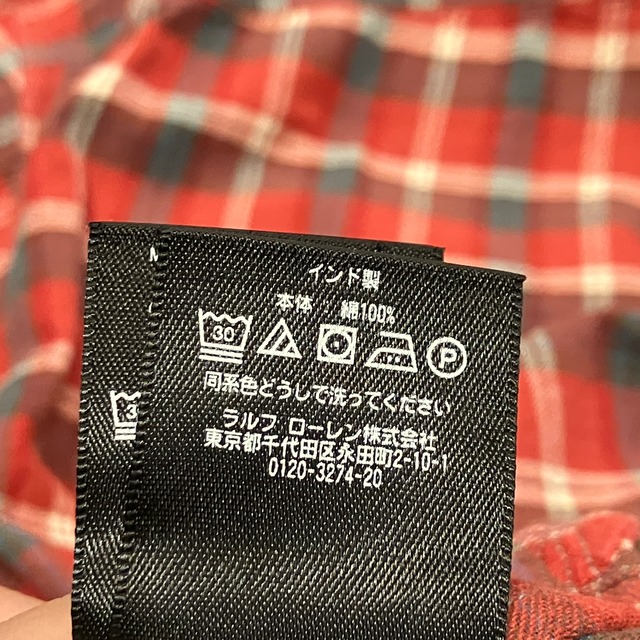 インド製
本体 綿100%
30
P
同系色どうしで洗ってください
ラルフ ローレン株式会社
東京都千代田区永田町2-10-1
0120-3274-20
M
3